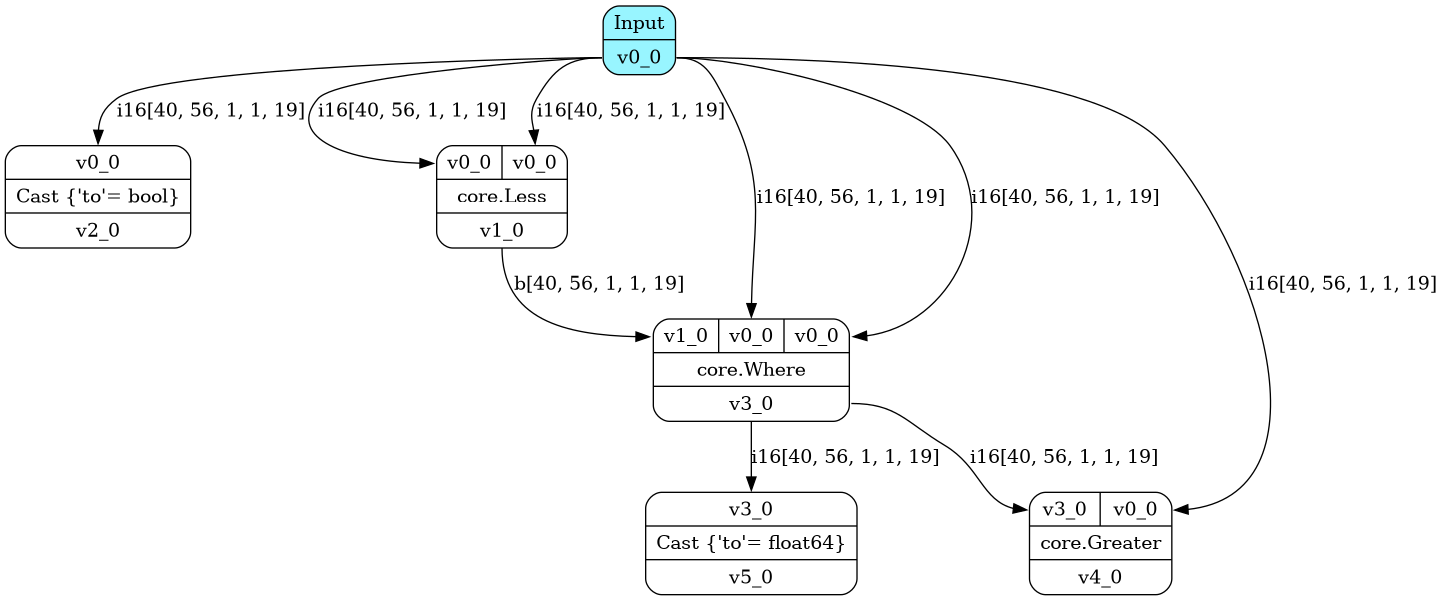 Input
v0_0
i16[40, 56, 1, 1, 19]
i16[40, 56, 1, 1, 19]
i16[40, 56, 1, 1, 19]
v0_0
Cast {'to'= bool}
v2_0
v0_0 v0_0
core.Less
v1_0
i16[40, 56, 1, 1, 19]
i16[40, 56, 1, 1, 19]
b[40, 56, 1, 1, 19]
i16[40, 56, 1, 1, 19]
v1_0 v0_0 v0_0
core.Where
v3_0
i16[40, 56, 1, 1, 19]
i16[40, 56, 1, 1, 19]
v3_0
Cast {'to'= float64}
v5_0
v3_0 v0_0
core.Greater
v4_0